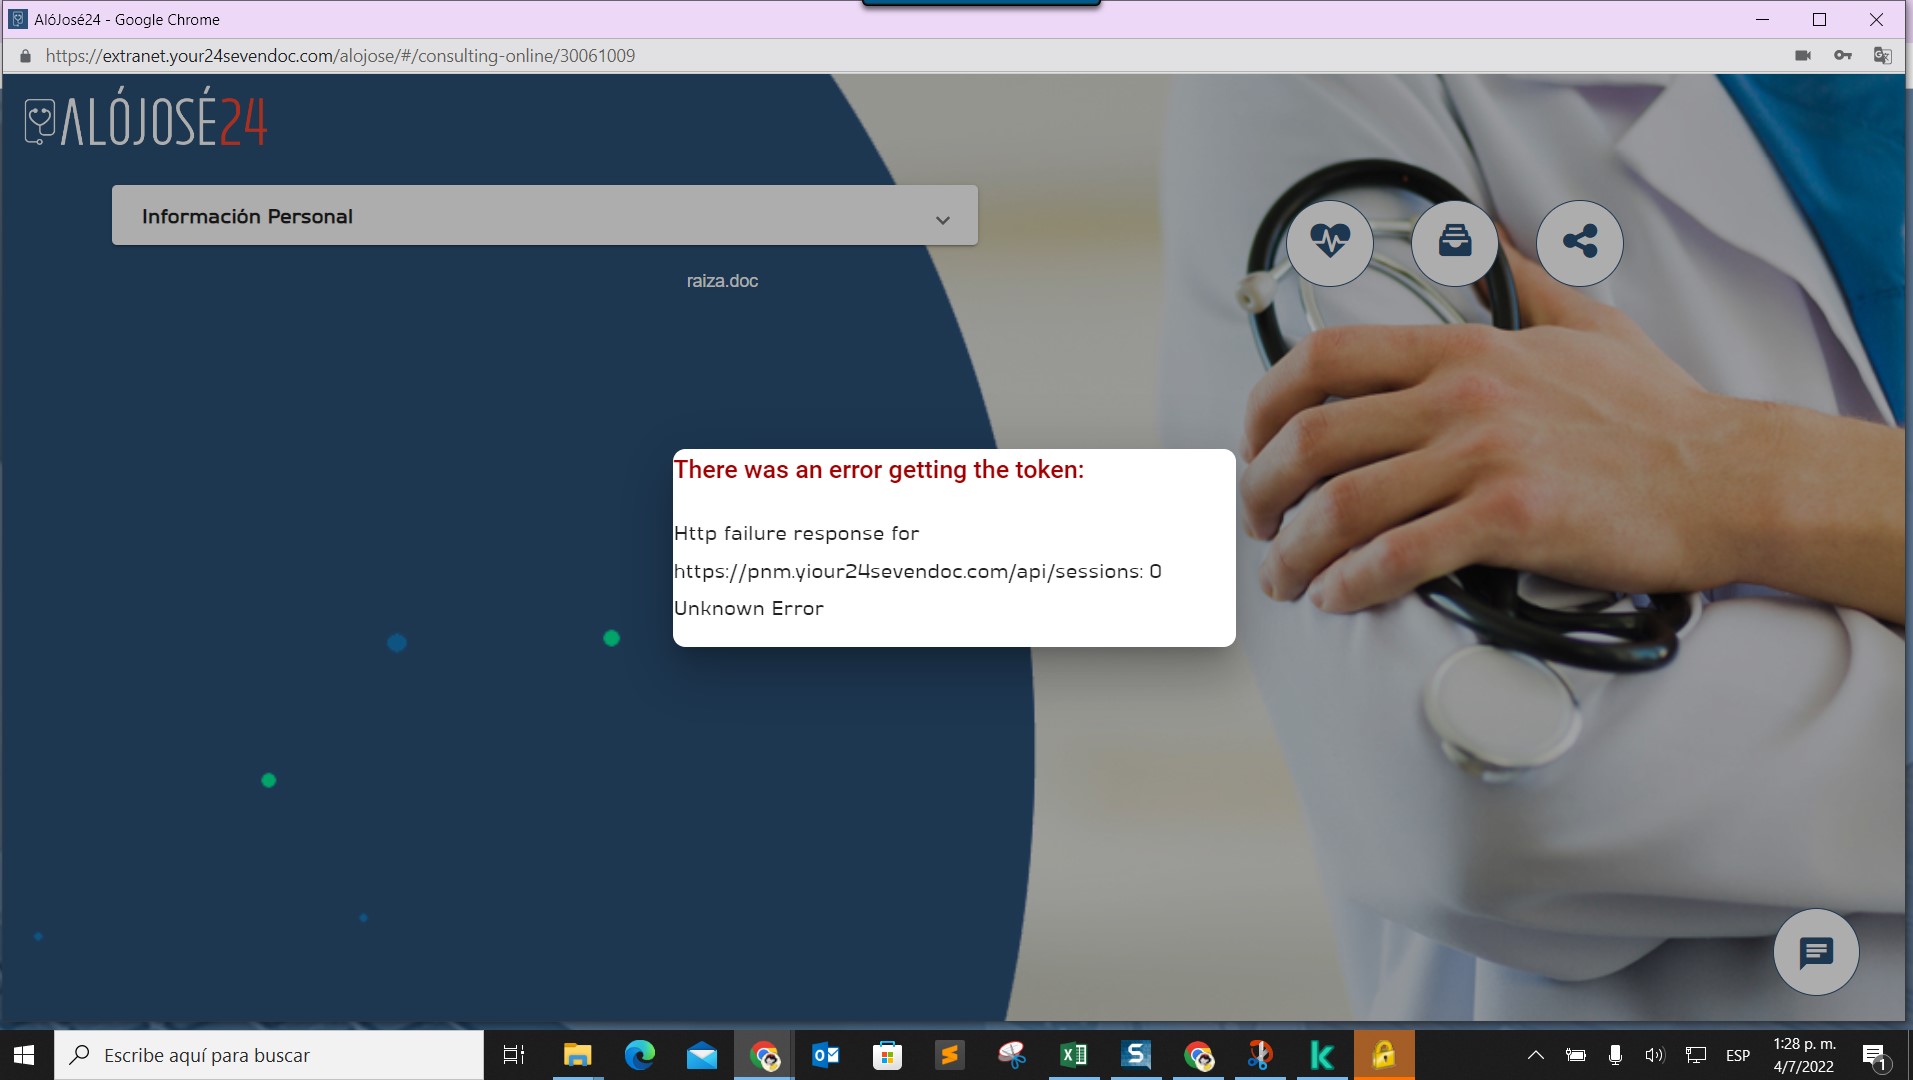 AlóJosé24 - Google Chrome
https://extranet.your24sevendoc.com/alojose/#/consulting-online/30061009
ALÓJOSÉ24
Información Personal
raiza.doc
There was an error getting the token:
Http failure response for
https://pnm.yiour24sevendoc.com/api/sessions: 0
Unknown Error
Escribe aquí para buscar
ESP
1:28 p. m.
4/7/2022
1